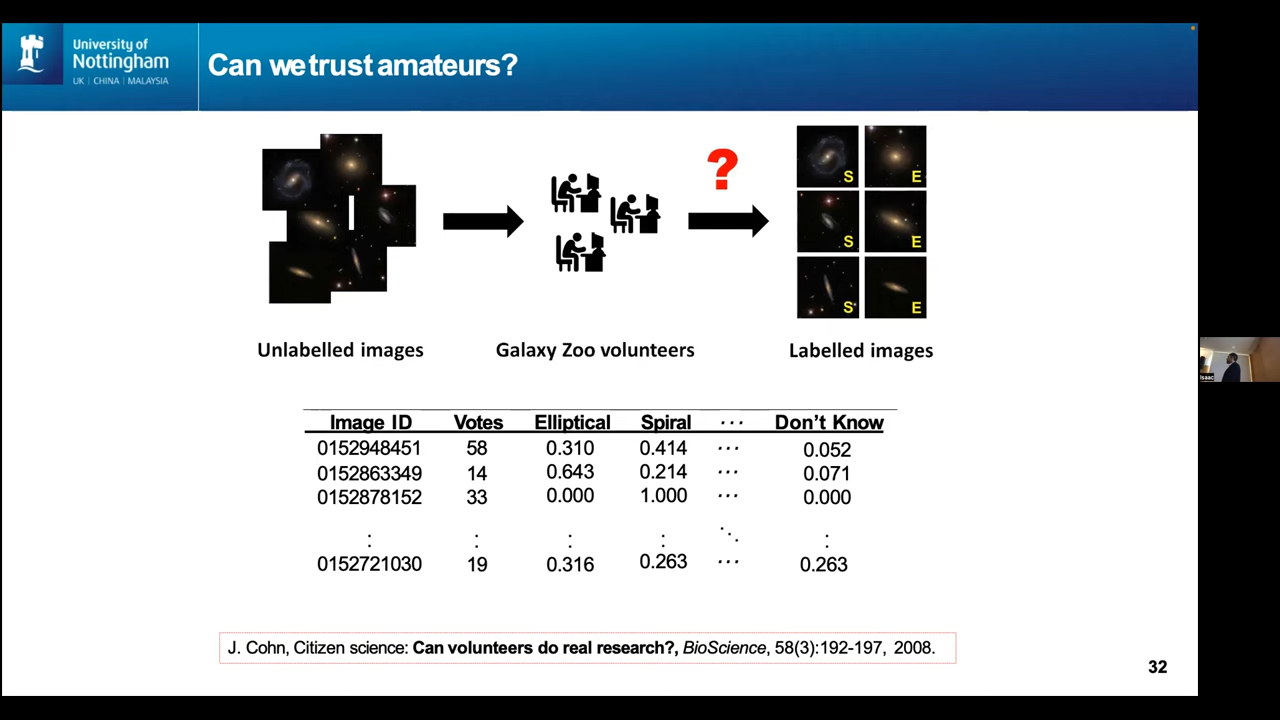 University of
Nottingham
UK | CHINA | MALAYSIA
Can we trust amateurs?
?
S E
S E
S E
Unlabelled images Galaxy Zoo volunteers Labelled images
Image ID Votes Elliptical Spiral ... Don't Know
0152948451 58 0.310 0.414 ... 0.052
0152863349 14 0.643 0.214 ... 0.071
0152878152 33 0.000 1.000 ... 0.000
0152721030 19 0.316 0.263 ... 0.263
J. Cohn, Citizen science: Can volunteers do real research?, BioScience, 58(3):192-197, 2008.
32
Isaac